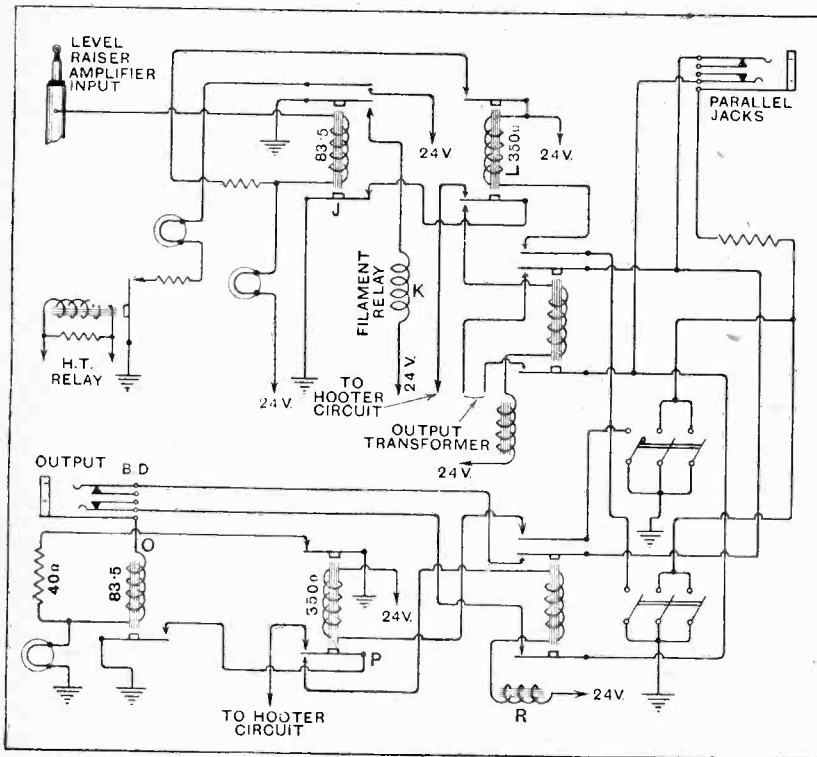 LEVEL
RAISER
AMPLIFIER
INPUT
PARALLEL
JACKS
83·5
24V.
L 350Ω
24V.
J
FILAMENT
RELAY
K
H.T.
RELAY
24V.
24V.
TO
HOOTER
CIRCUIT
OUTPUT
TRANSFORMER
24V.
OUTPUT
B.D
O
40Ω
83·5
350Ω
24V.
P
TO HOOTER
CIRCUIT
R
24V.